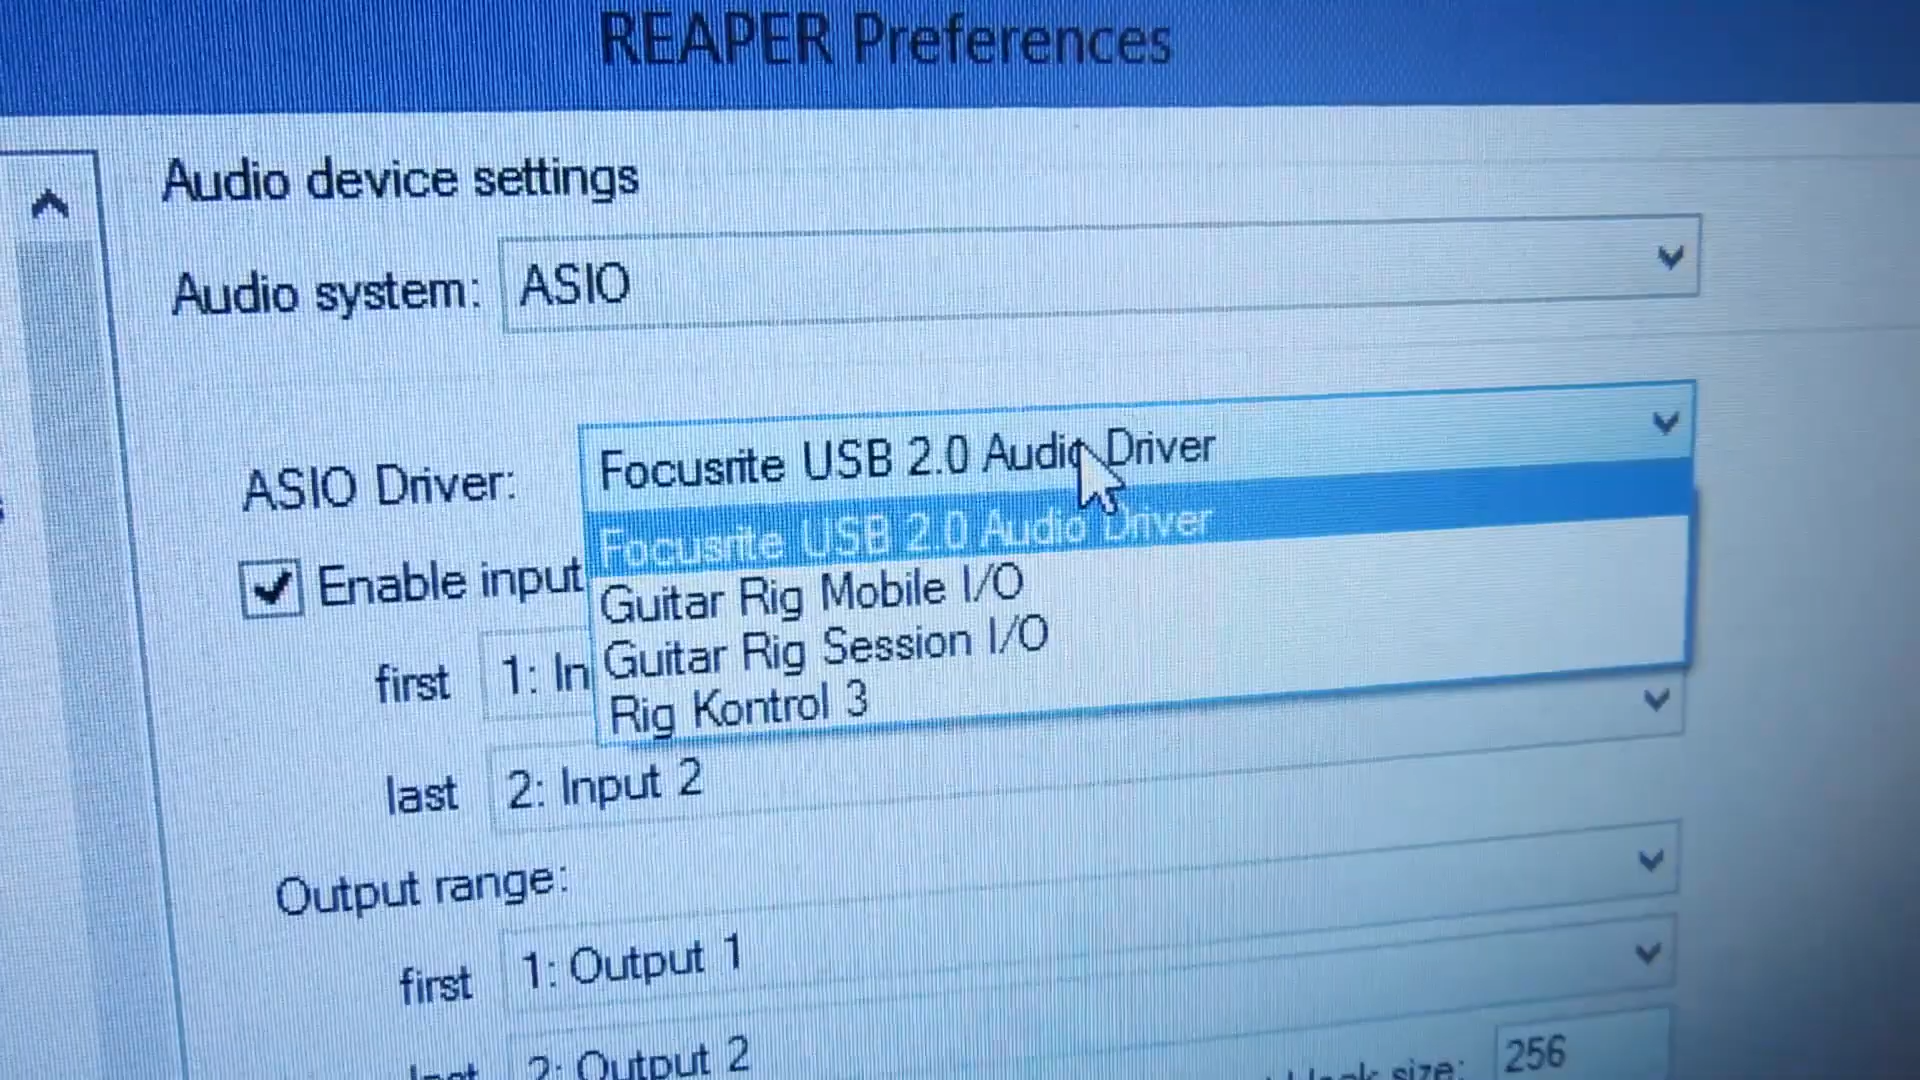 REAPER Preferences
Audio device settings
Audio system: ASIO
ASIO Driver: Focusrite USB 2.0 Audio Driver
Focusrite USB 2.0 Audio Driver
Guitar Rig Mobile I/O
Guitar Rig Session I/O
Rig Kontrol 3
Enable input
first 1: In
last 2: Input 2
Output range:
first 1: Output 1
last 2: Output 2
size: 256